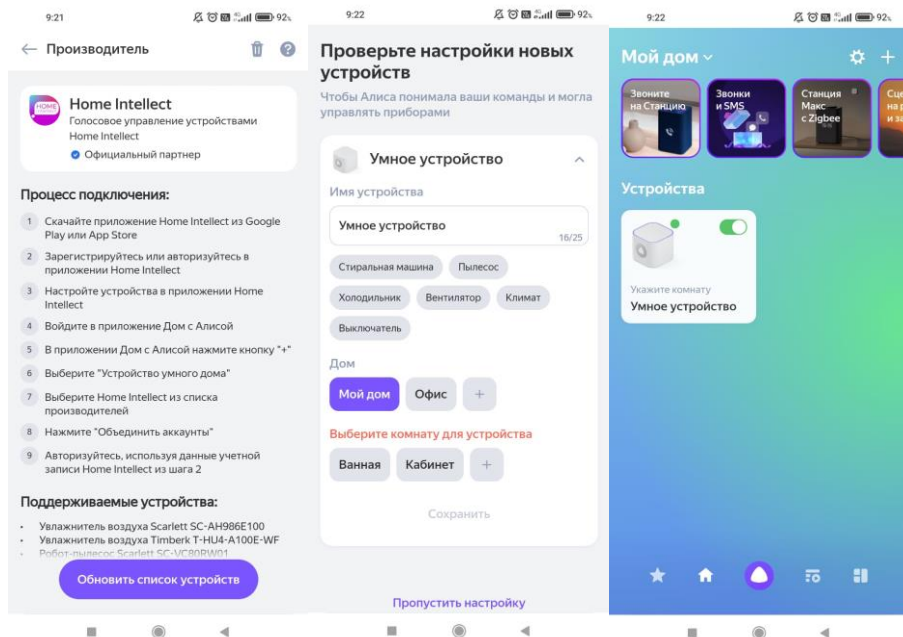 9:21
92%
Производитель
HOME
Home Intellect
Голосовое управление устройствами
Home Intellect
Официальный партнер
Процесс подключения:
1 Скачайте приложение Home Intellect из Google
Play или App Store
2 Зарегистрируйтесь или авторизуйтесь в
приложении Home Intellect
3 Настройте устройства в приложении Home
Intellect
4 Войдите в приложение Дом с Алисой
5 В приложении Дом с Алисой нажмите кнопку "+"
6 Выберите "Устройство умного дома"
7 Выберите Home Intellect из списка
производителей
8 Нажмите "Объединить аккаунты"
9 Авторизуйтесь, используя данные учетной
записи Home Intellect из шага 2
Поддерживаемые устройства:
• Увлажнитель воздуха Scarlett SC-AH986E100
• Увлажнитель воздуха Timberk T-HU4-A100E-WF
• Робот-пылесос Scarlett SC-VC80RW01
Обновить список устройств
9:22
92%
Проверьте настройки новых
устройств
Чтобы Алиса понимала ваши команды и могла
управлять приборами
Умное устройство
Имя устройства
Умное устройство
16/25
Стиральная машина Пылесос
Холодильник Вентилятор Климат
Выключатель
Дом
Мой дом Офис +
Выберите комнату для устройства
Ванная Кабинет +
Сохранить
Пропустить настройку
9:22
92%
Мой дом
Звоните
на Станцию
Звонки
и SMS
Станция
Макс
с Zigbee
Сце
на р
и за
Устройства
Укажите комнату
Умное устройство